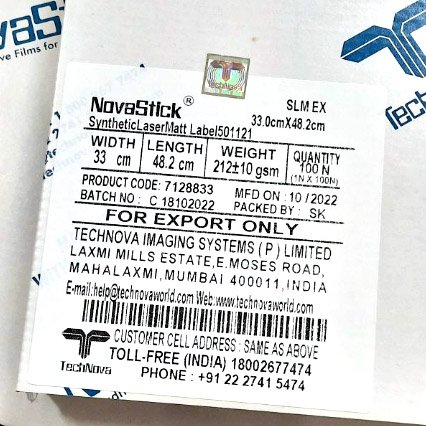 NovaStick
ive Films for
NovaStick® SLM EX
SyntheticLaserMatt Label501121 33.0cmX48.2cm
WIDTH LENGTH WEIGHT QUANTITY
33 cm 48.2 cm 212±10 gsm 100 N
(1N X 100N)
PRODUCT CODE: 7128833 MFD ON : 10 / 2022
BATCH NO : C 18102022 PACKED BY : SK
FOR EXPORT ONLY
TECHNOVA IMAGING SYSTEMS ( P ) LIMITED
LAXMI MILLS ESTATE,E.MOSES ROAD,
MAHALAXMI,MUMBAI 400011,INDIA
E-mail:help@technovaworld.com Web:www.technovaworld.com
CUSTOMER CELL ADDRESS : SAME AS ABOVE
TOLL-FREE (INDIA) 18002677474
PHONE : +91 22 2741 5474
TechNova